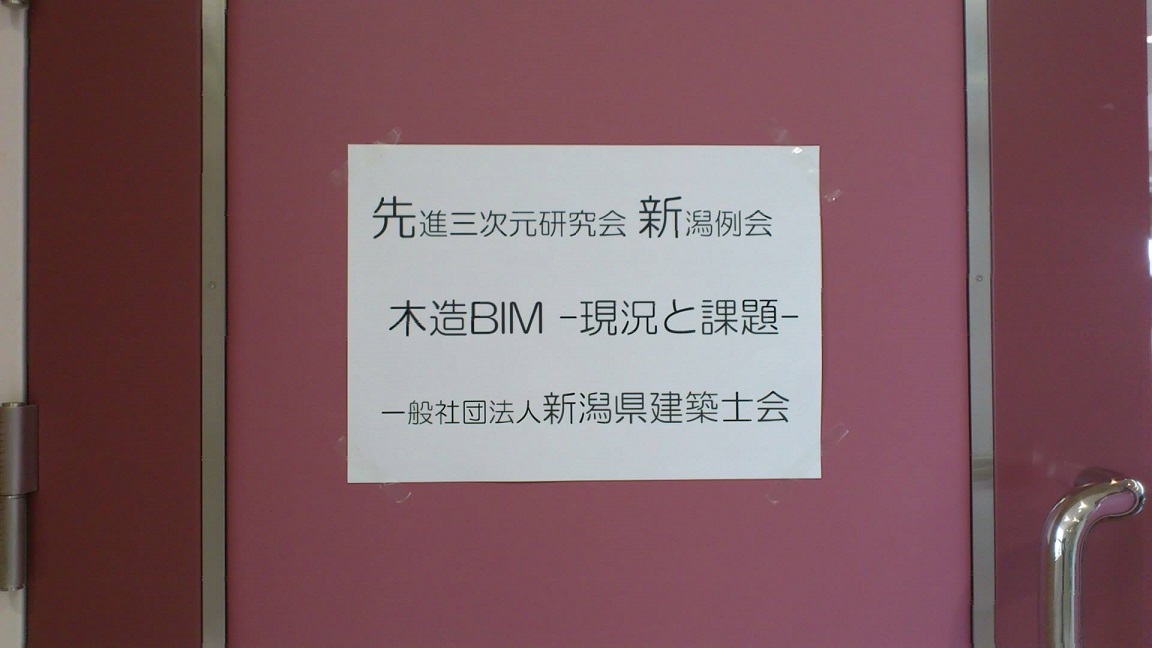 先進三次元研究会 新潟例会
木造BIM -現況と課題-
一般社団法人新潟県建築士会